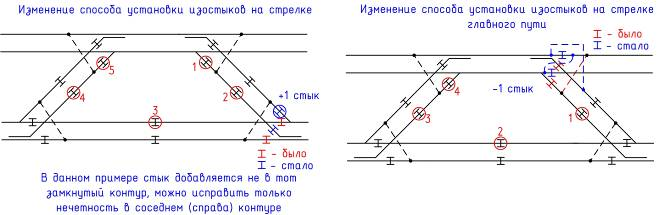 Изменение способа установки изостыков на стрелке
5
1
4
2
3
+1 стык
- было
- стало
В данном примере стык добавляется не в тот
замкнутый контур, можно исправить только
нечетность в соседнем (справа) контуре
Изменение способа установки изостыков на стрелке
главного пути
- было
- стало
-1 стык
4
3
1
2